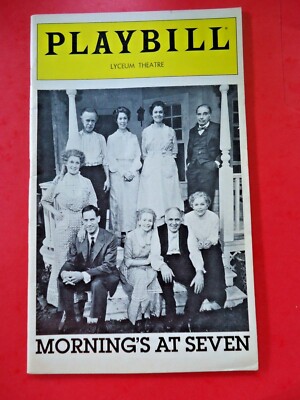 PLAYBILL
LYCEUM THEATRE
MORNING'S AT SEVEN